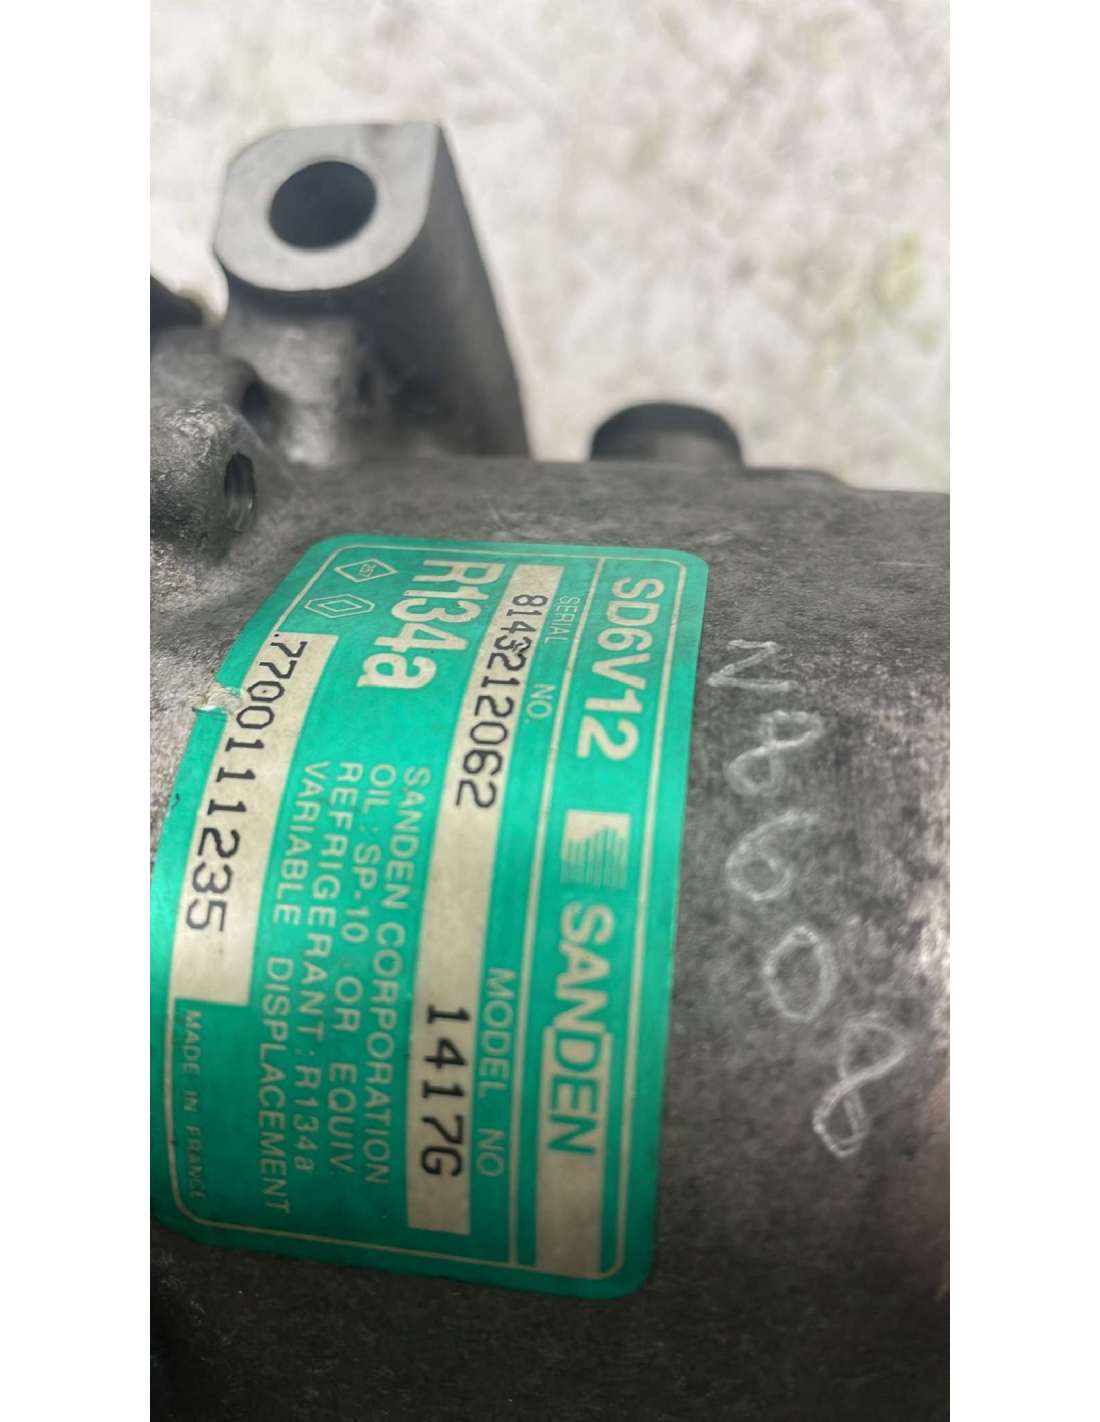 SD6V12 SANDEN
SERIAL NO. MODEL NO
8143212062 1417G
R134a
SANDEN CORPORATION
OIL : SP-10 OR EQUIV.
REFRIGERANT : R134a
VARIABLE DISPLACEMENT
7700111235
MADE IN FRANCE
NA6608